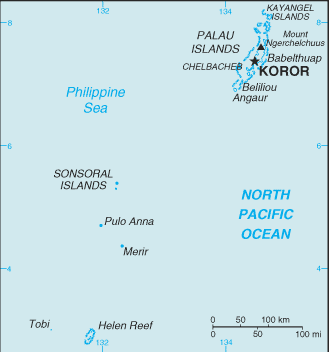 132
134
8
8
KAYANGEL
ISLANDS
PALAU
ISLANDS
Mount
Ngerchelchuus
Babelthuap
CHELBACHEB
KOROR
Beliliou
Angaur
Philippine
Sea
6
6
SONSORAL
ISLANDS
NORTH
PACIFIC
OCEAN
Pulo Anna
Merir
4
4
Tobi
Helen Reef
0 50 100 km
0 50 100 mi
132
134